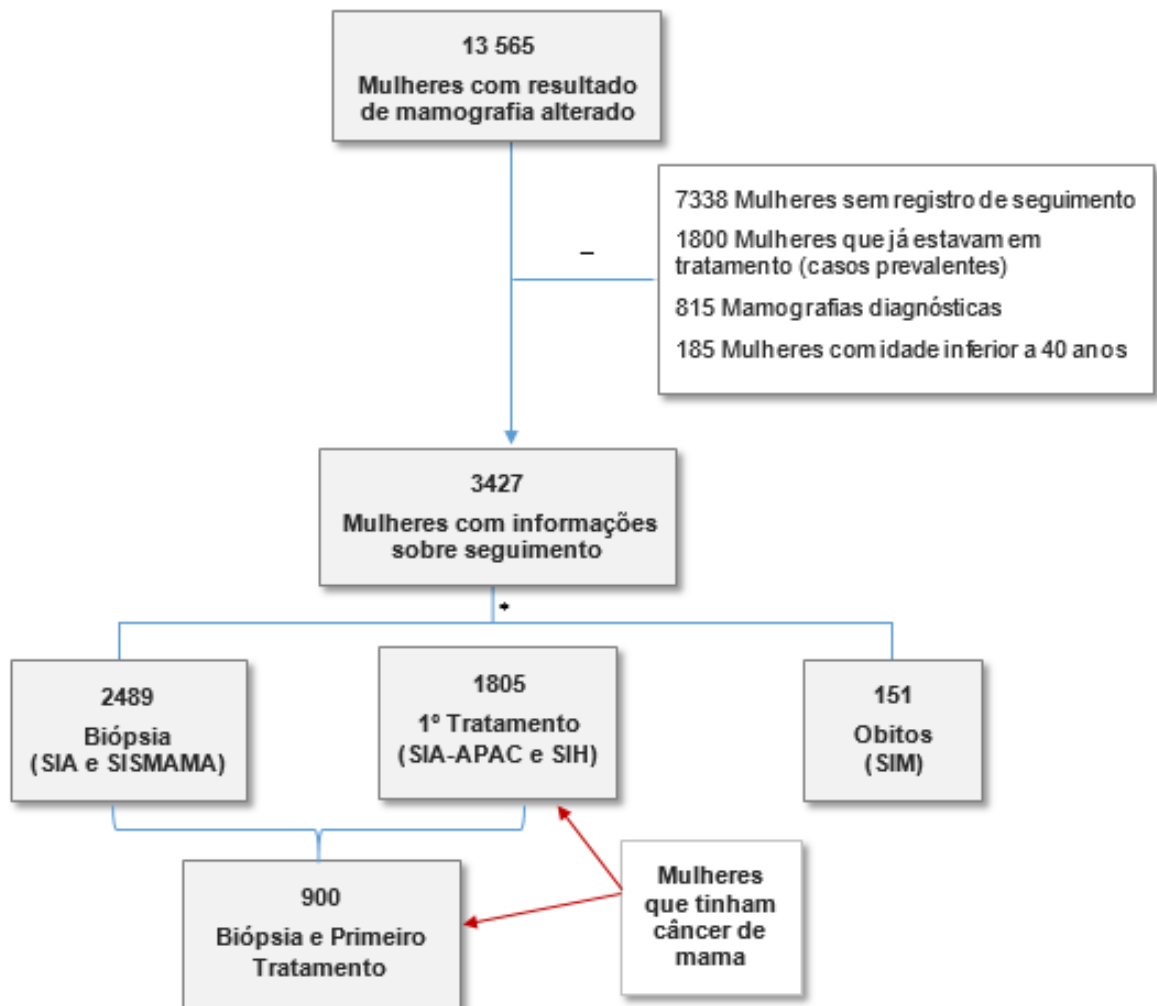 13 565
Mulheres com resultado
de mamografia alterado
7338 Mulheres sem registro de seguimento
1800 Mulheres que já estavam em
tratamento (casos prevalentes)
815 Mamografias diagnósticas
185 Mulheres com idade inferior a 40 anos
–
3427
Mulheres com informações
sobre seguimento
2489
Biópsia
(SIA e SISMAMA)
1805
1º Tratamento
(SIA-APAC e SIH)
151
Obitos
(SIM)
900
Biópsia e Primeiro
Tratamento
Mulheres
que tinham
câncer de
mama